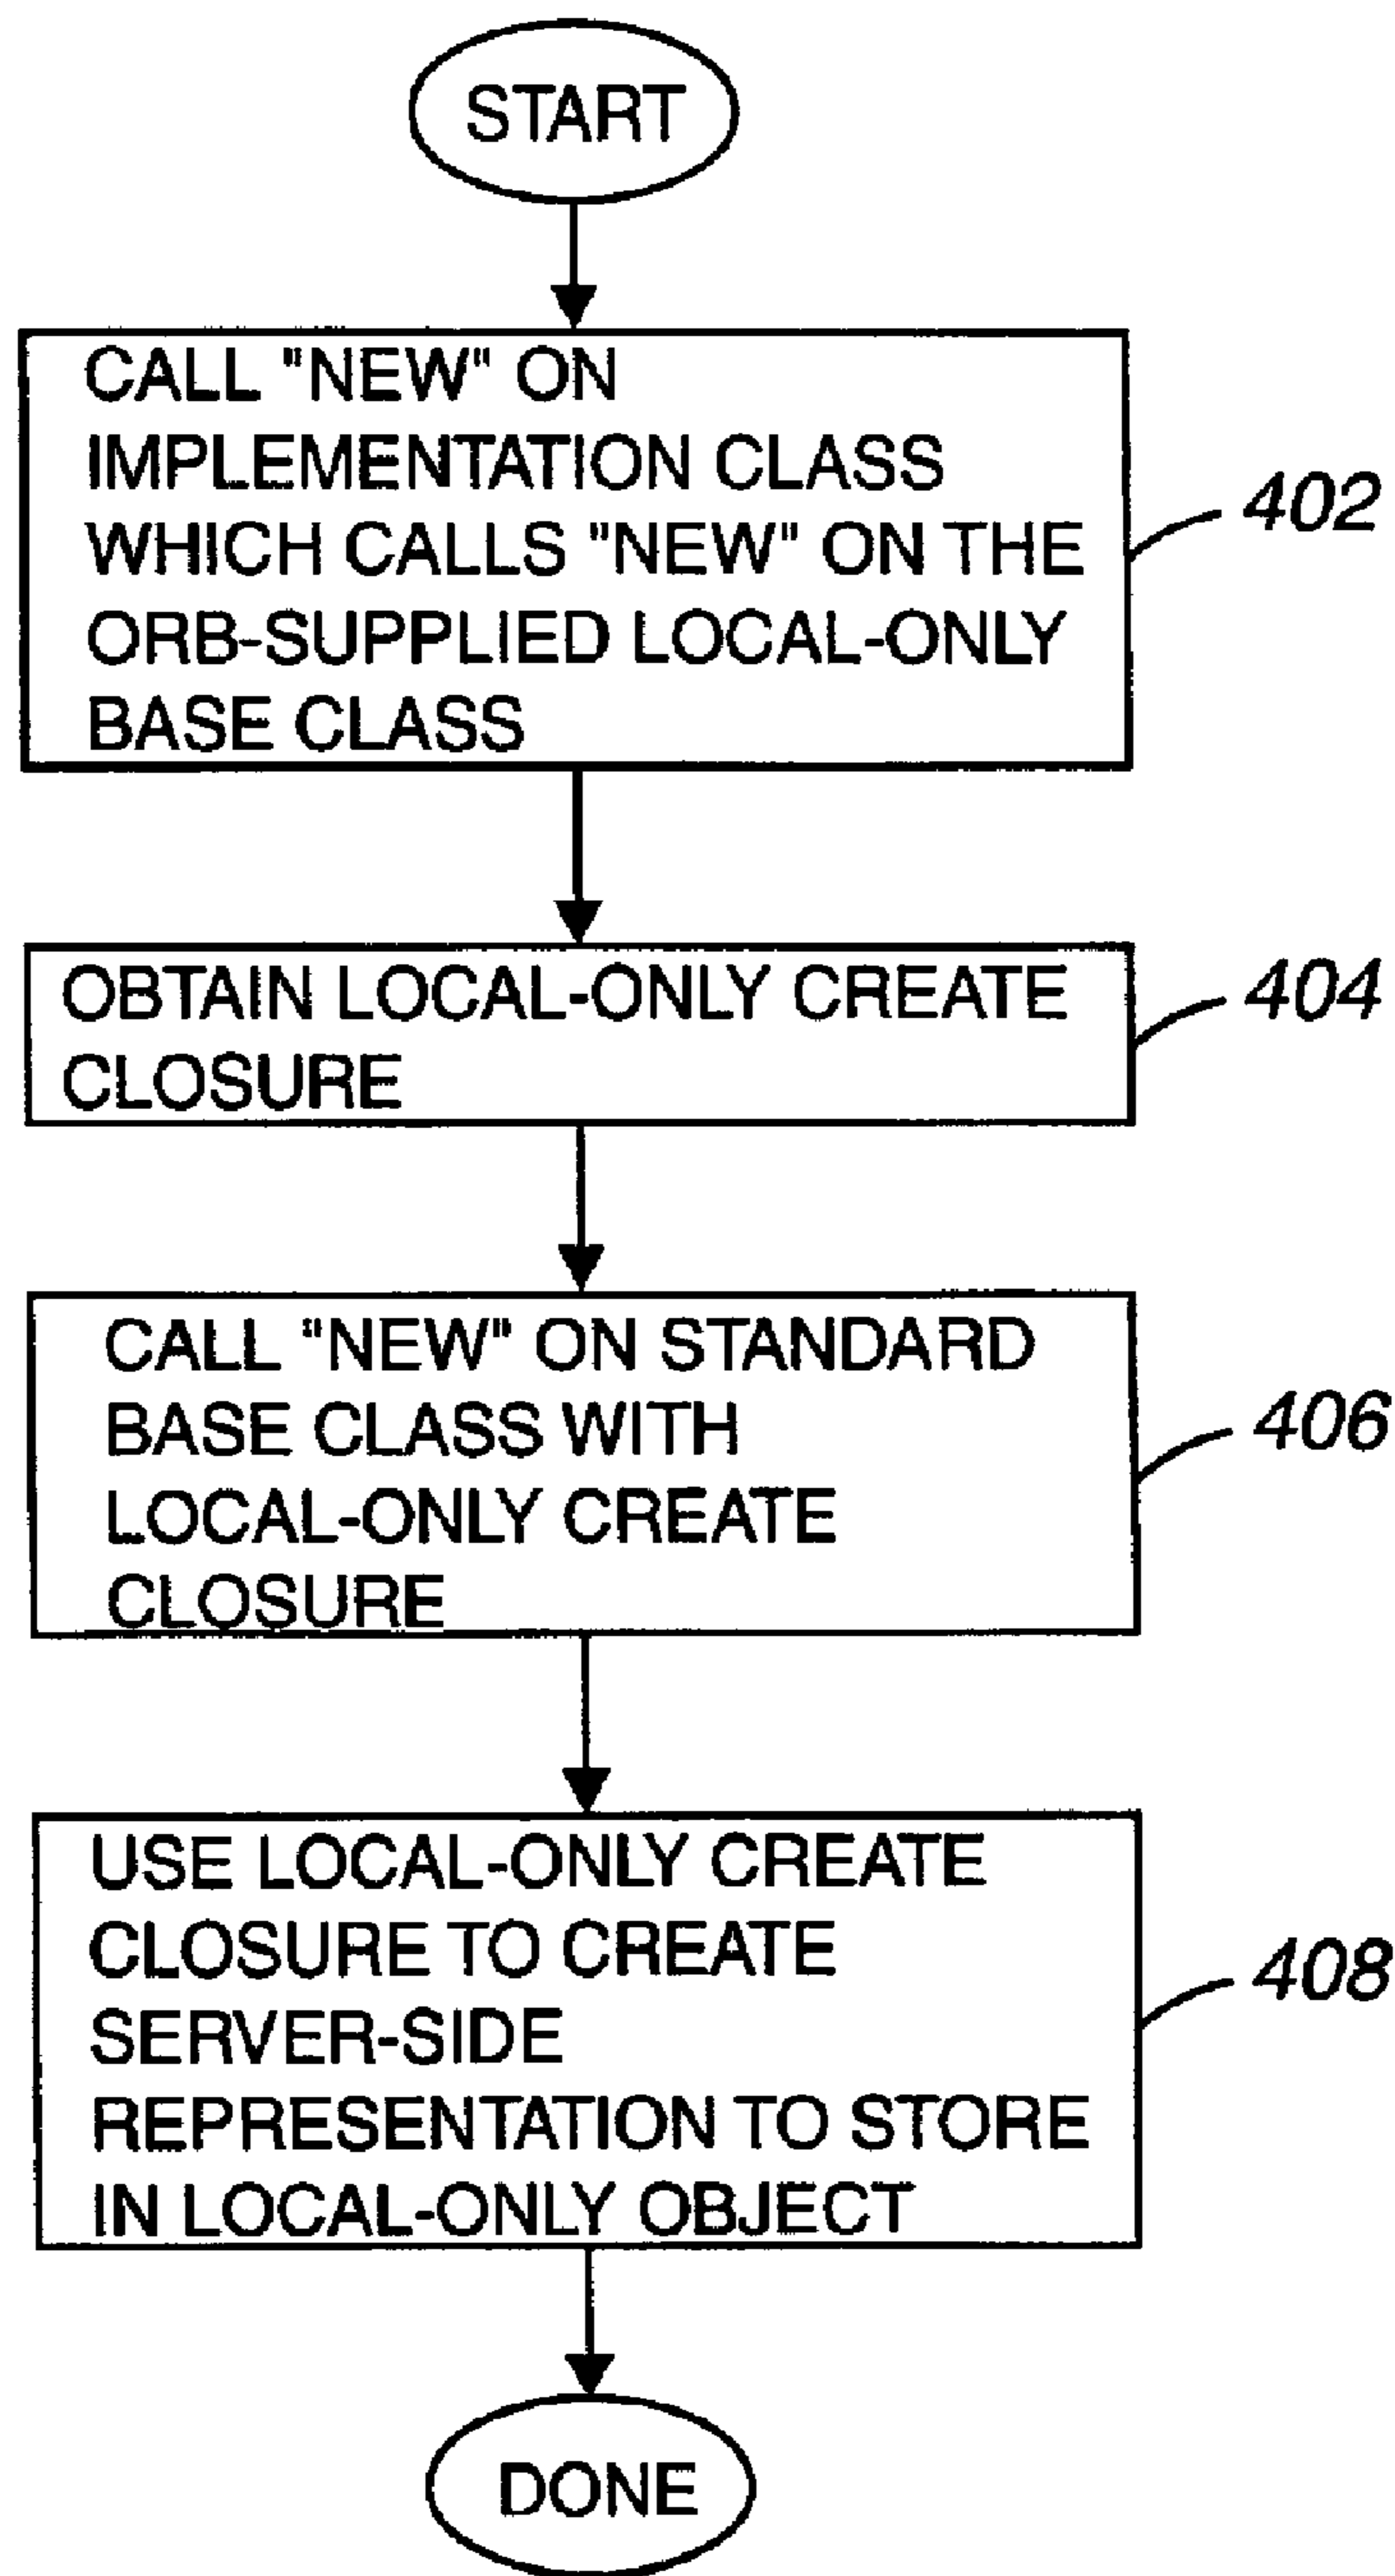 START
CALL "NEW" ON
IMPLEMENTATION CLASS
WHICH CALLS "NEW" ON THE
ORB-SUPPLIED LOCAL-ONLY
BASE CLASS
402
OBTAIN LOCAL-ONLY CREATE
CLOSURE
404
CALL "NEW" ON STANDARD
BASE CLASS WITH
LOCAL-ONLY CREATE
CLOSURE
406
USE LOCAL-ONLY CREATE
CLOSURE TO CREATE
SERVER-SIDE
REPRESENTATION TO STORE
IN LOCAL-ONLY OBJECT
408
DONE